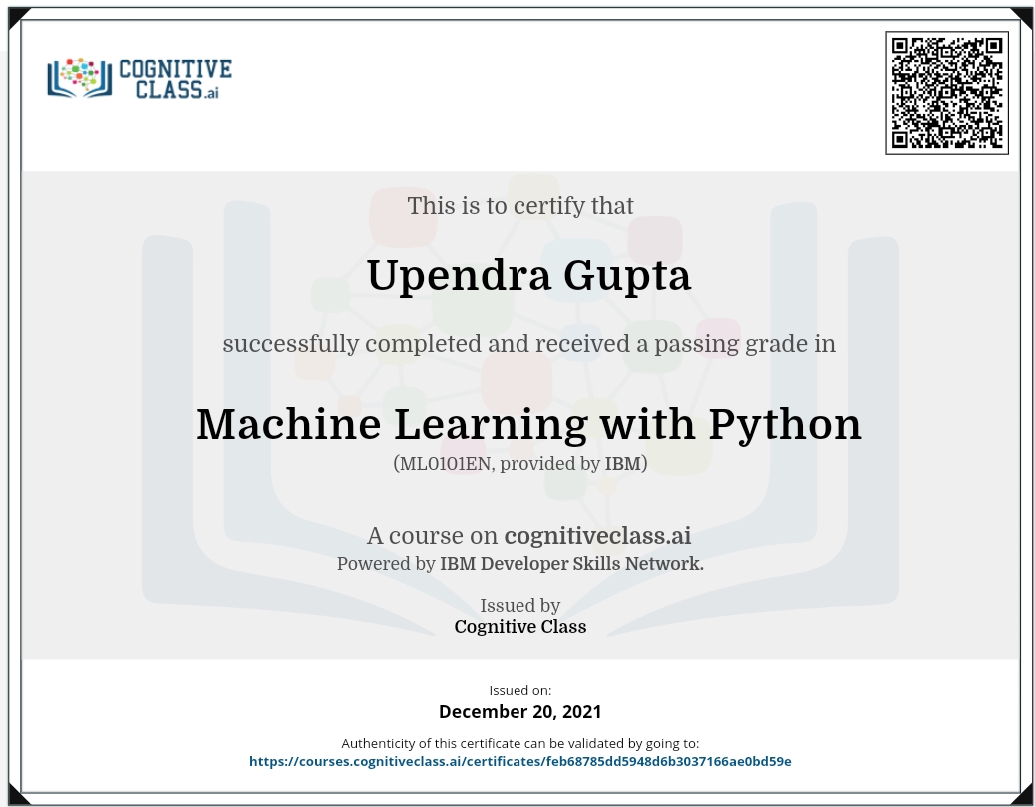 COGNITIVE
CLASS.ai
This is to certify that
Upendra Gupta
successfully completed and received a passing grade in
Machine Learning with Python
(ML0101EN, provided by IBM)
A course on cognitiveclass.ai
Powered by IBM Developer Skills Network.
Issued by
Cognitive Class
Issued on:
December 20, 2021
Authenticity of this certificate can be validated by going to:
https://courses.cognitiveclass.ai/certificates/feb68785dd5948d6b3037166ae0bd59e